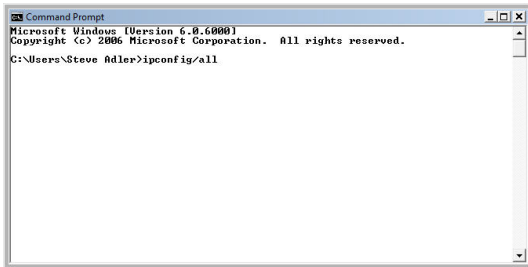 Command Prompt
Microsoft Windows [Version 6.0.6000]
Copyright (c) 2006 Microsoft Corporation. All rights reserved.
C:\Users\Steve Adler>ipconfig/all